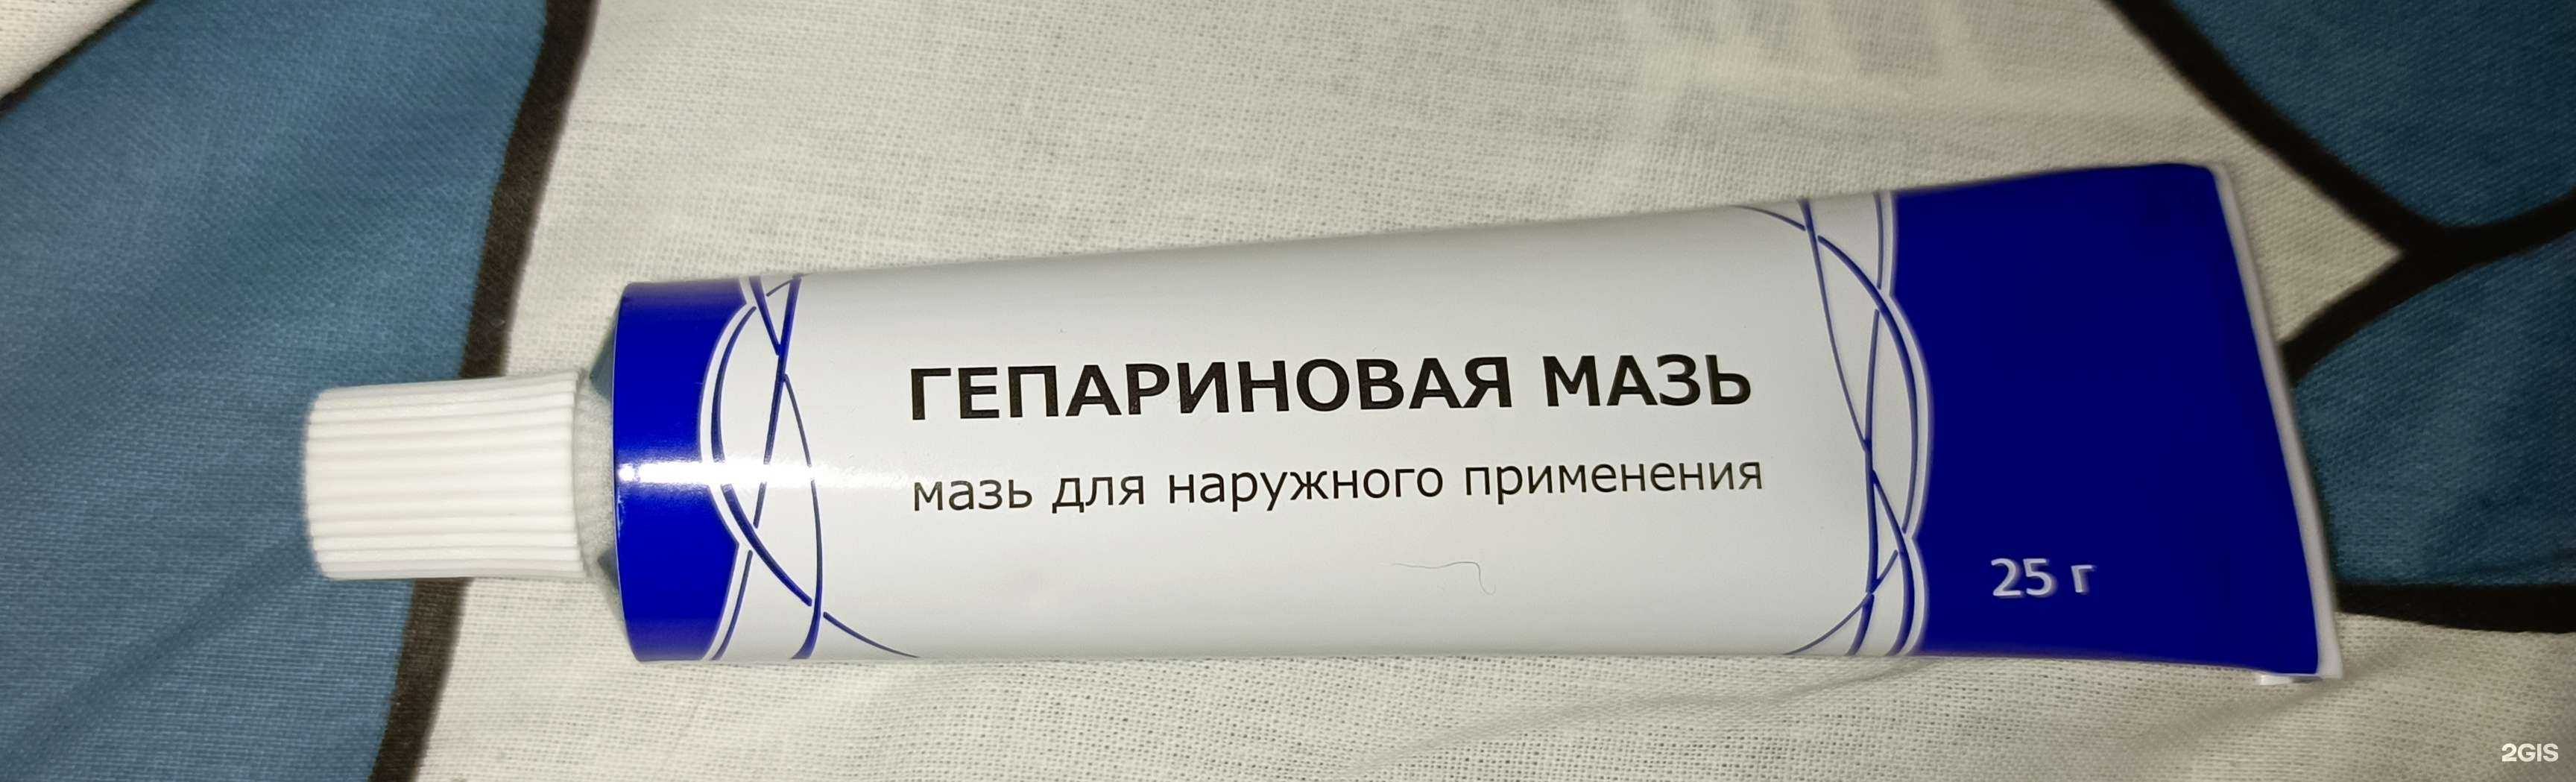 ГЕПАРИНОВАЯ МАЗЬ
мазь для наружного применения
25 г
2GIS